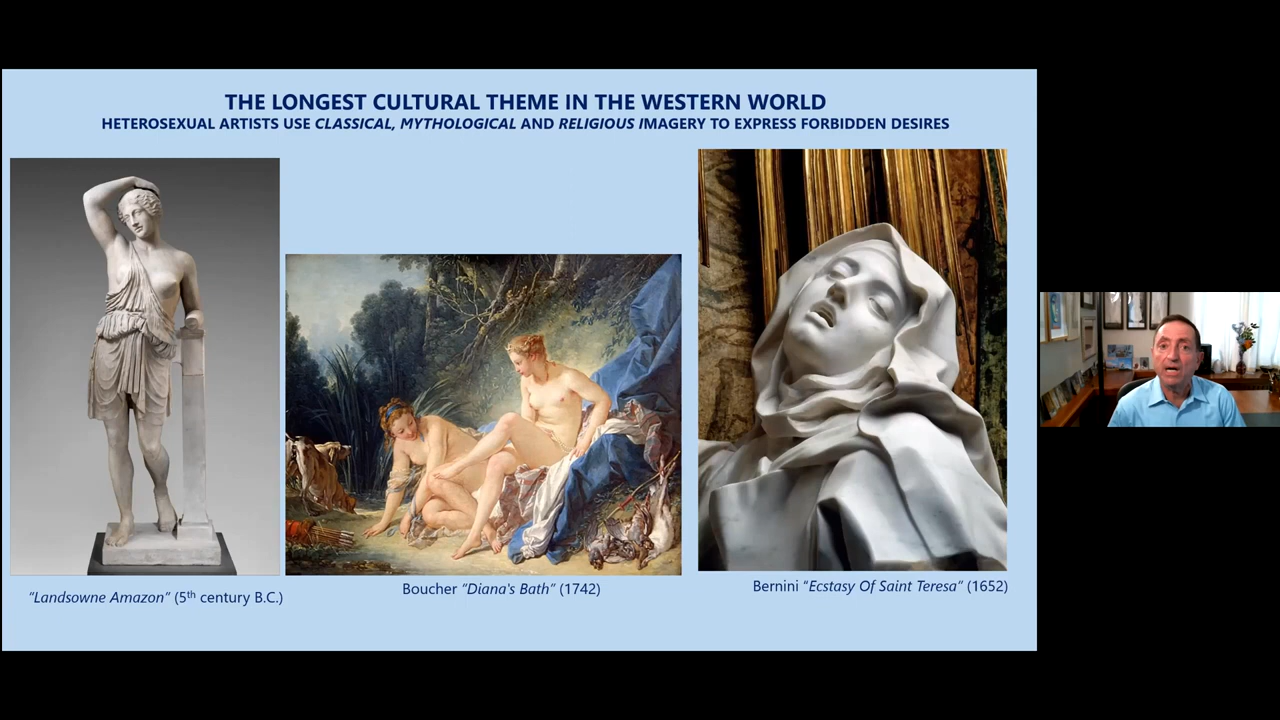 THE LONGEST CULTURAL THEME IN THE WESTERN WORLD
HETEROSEXUAL ARTISTS USE CLASSICAL, MYTHOLOGICAL AND RELIGIOUS IMAGERY TO EXPRESS FORBIDDEN DESIRES
"Landsowne Amazon" (5th century B.C.)
Boucher "Diana's Bath" (1742)
Bernini "Ecstasy Of Saint Teresa" (1652)